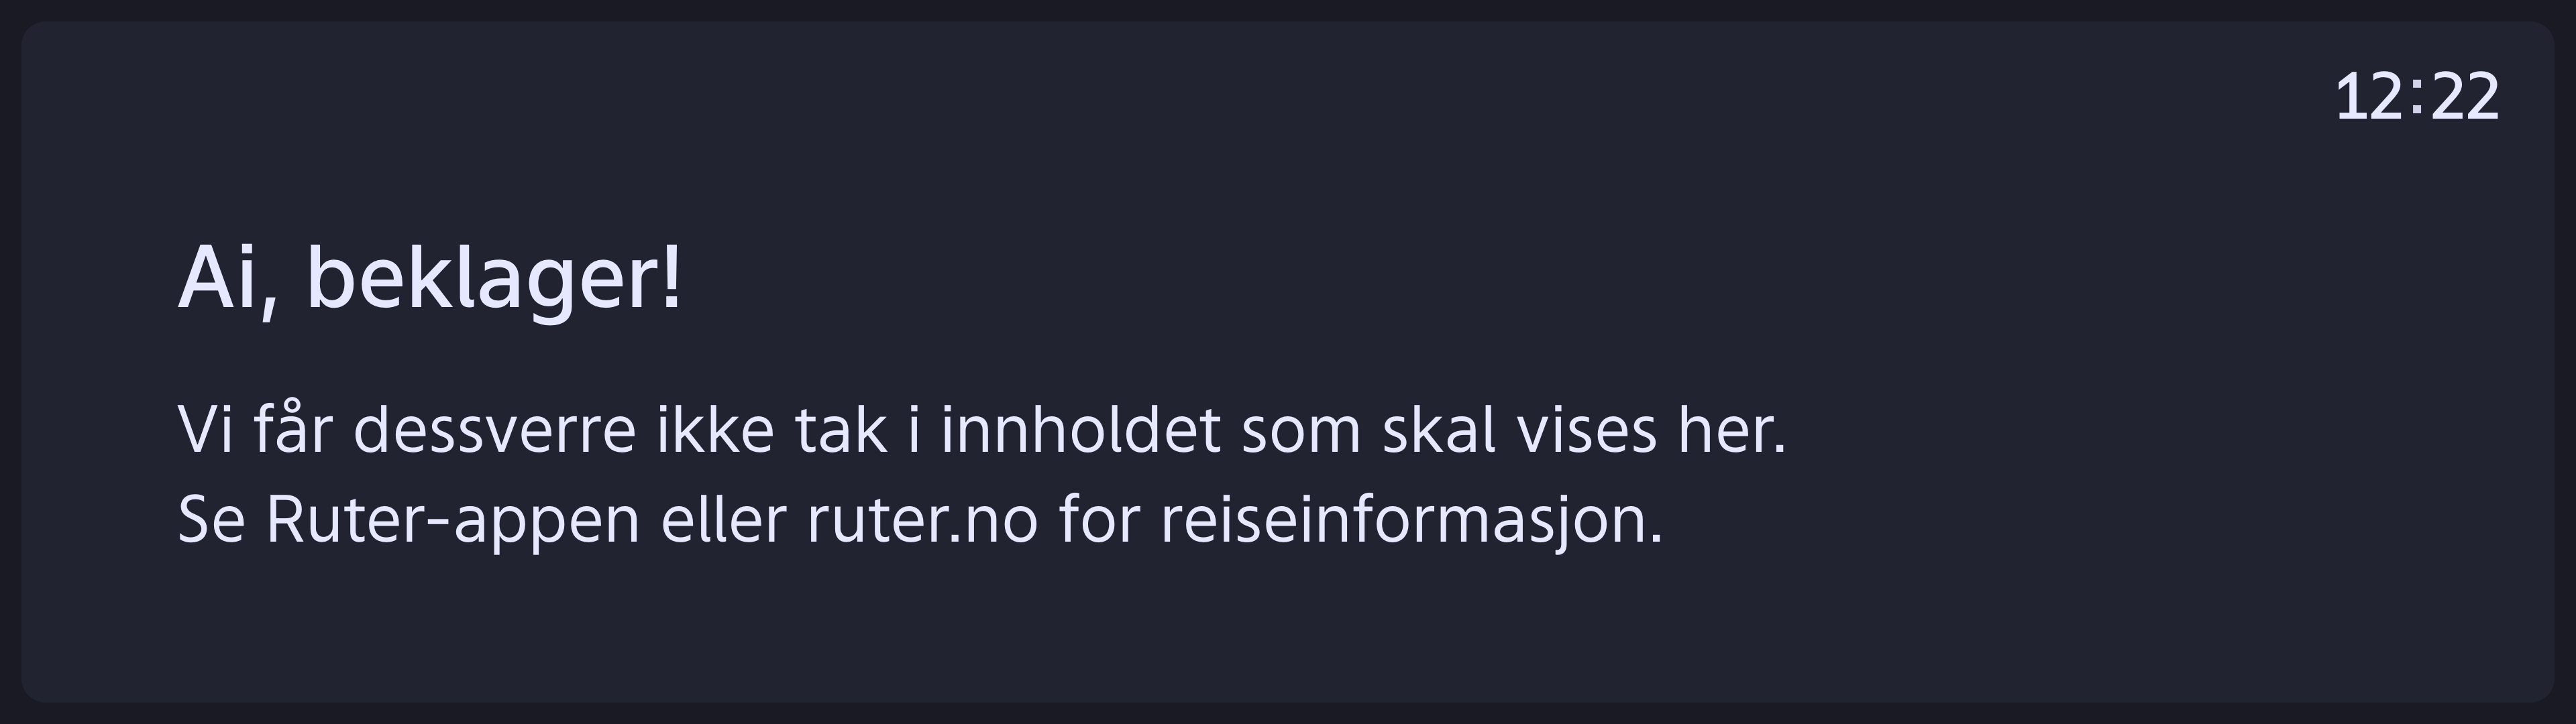 12:22
Ai, beklager!
Vi får dessverre ikke tak i innholdet som skal vises her.
Se Ruter-appen eller ruter.no for reiseinformasjon.